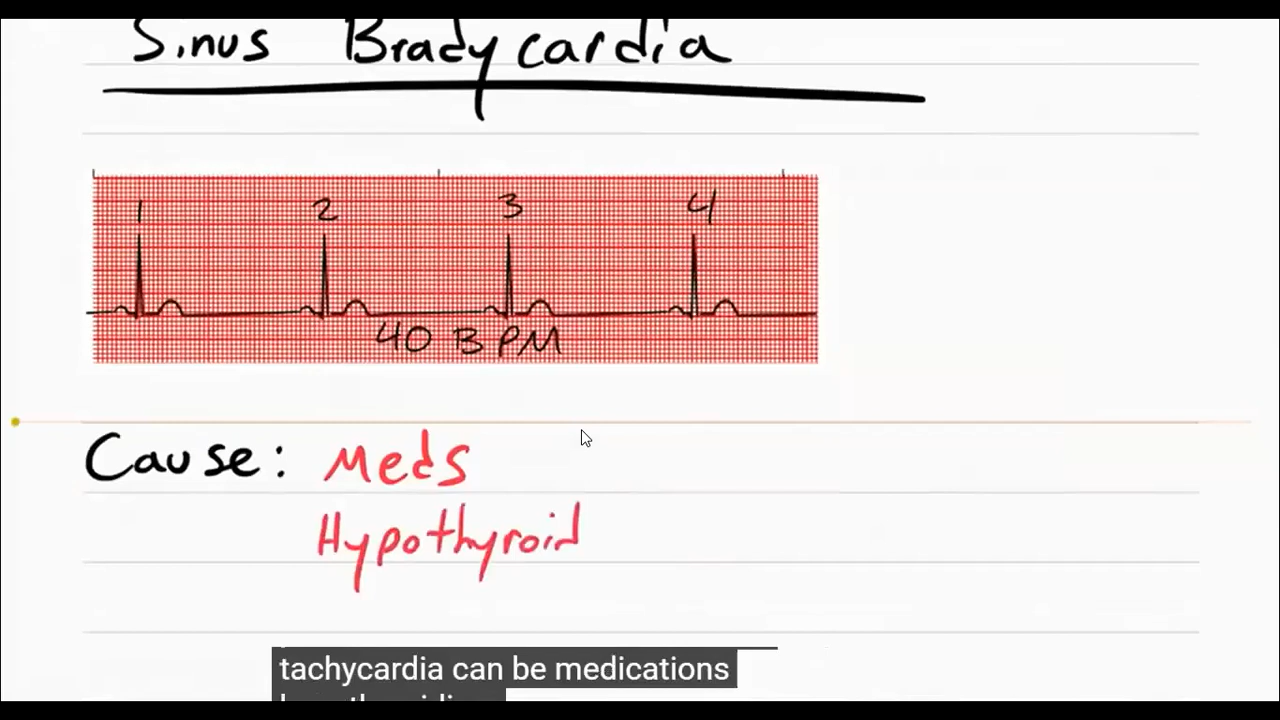 Sinus Bradycardia
1 2 3 4
40 BPM
Cause: Meds
Hypothyroid
tachycardia can be medications